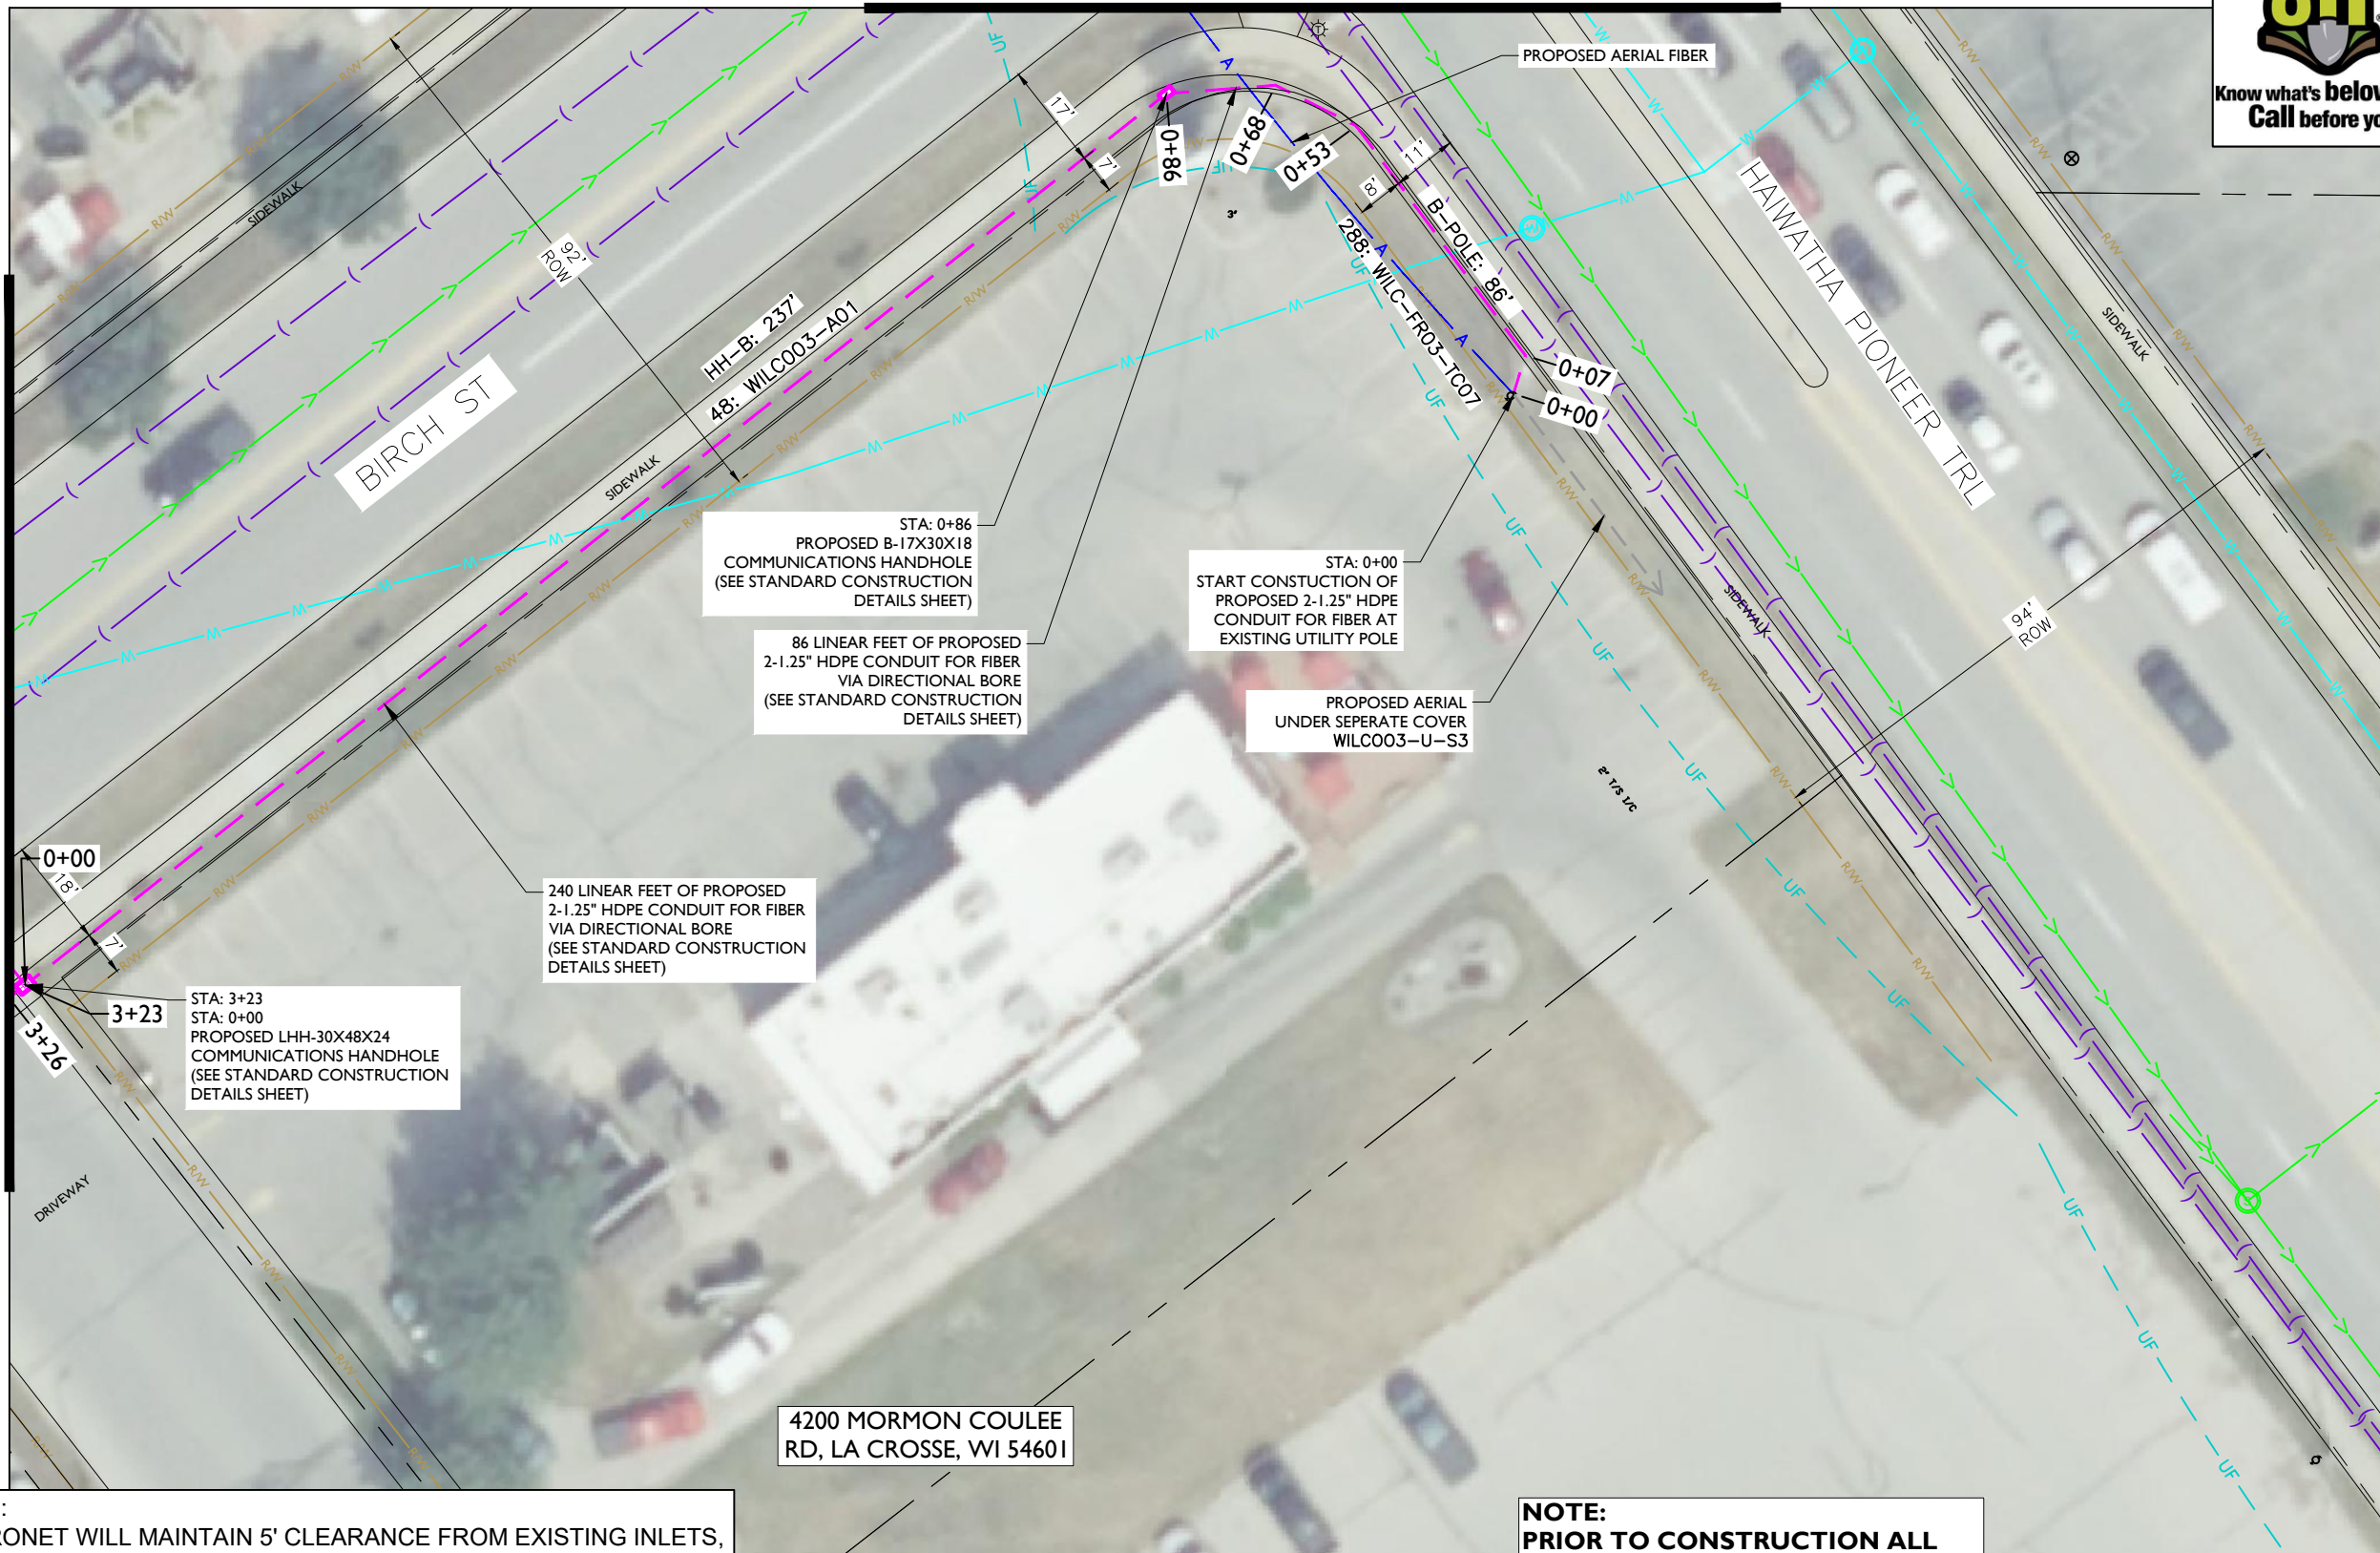 Know what's below
Call before yo
PROPOSED AERIAL FIBER
17'
7'
0+86
0+68
0+53
11'
8'
3'
B-POLE: 86'
288: WILC-FR03-TC07
0+07
0+00
HAIWATHA PIONEER TRL
SIDEWALK
SIDEWALK
92'
ROW
HH-B: 237'
48: WILC003-A01
BIRCH ST
SIDEWALK
STA: 0+86
PROPOSED B-17X30X18
COMMUNICATIONS HANDHOLE
(SEE STANDARD CONSTRUCTION
DETAILS SHEET)
86 LINEAR FEET OF PROPOSED
2-1.25" HDPE CONDUIT FOR FIBER
VIA DIRECTIONAL BORE
(SEE STANDARD CONSTRUCTION
DETAILS SHEET)
STA: 0+00
START CONSTUCTION OF
PROPOSED 2-1.25" HDPE
CONDUIT FOR FIBER AT
EXISTING UTILITY POLE
PROPOSED AERIAL
UNDER SEPERATE COVER
WILC003-U-S3
SIDEWALK
94'
ROW
2" T/S I/C
0+00
18'
7'
3+23
3+26
STA: 3+23
STA: 0+00
PROPOSED LHH-30X48X24
COMMUNICATIONS HANDHOLE
(SEE STANDARD CONSTRUCTION
DETAILS SHEET)
240 LINEAR FEET OF PROPOSED
2-1.25" HDPE CONDUIT FOR FIBER
VIA DIRECTIONAL BORE
(SEE STANDARD CONSTRUCTION
DETAILS SHEET)
DRIVEWAY
4200 MORMON COULEE
RD, LA CROSSE, WI 54601
:
RONET WILL MAINTAIN 5' CLEARANCE FROM EXISTING INLETS,
NOTE:
PRIOR TO CONSTRUCTION ALL